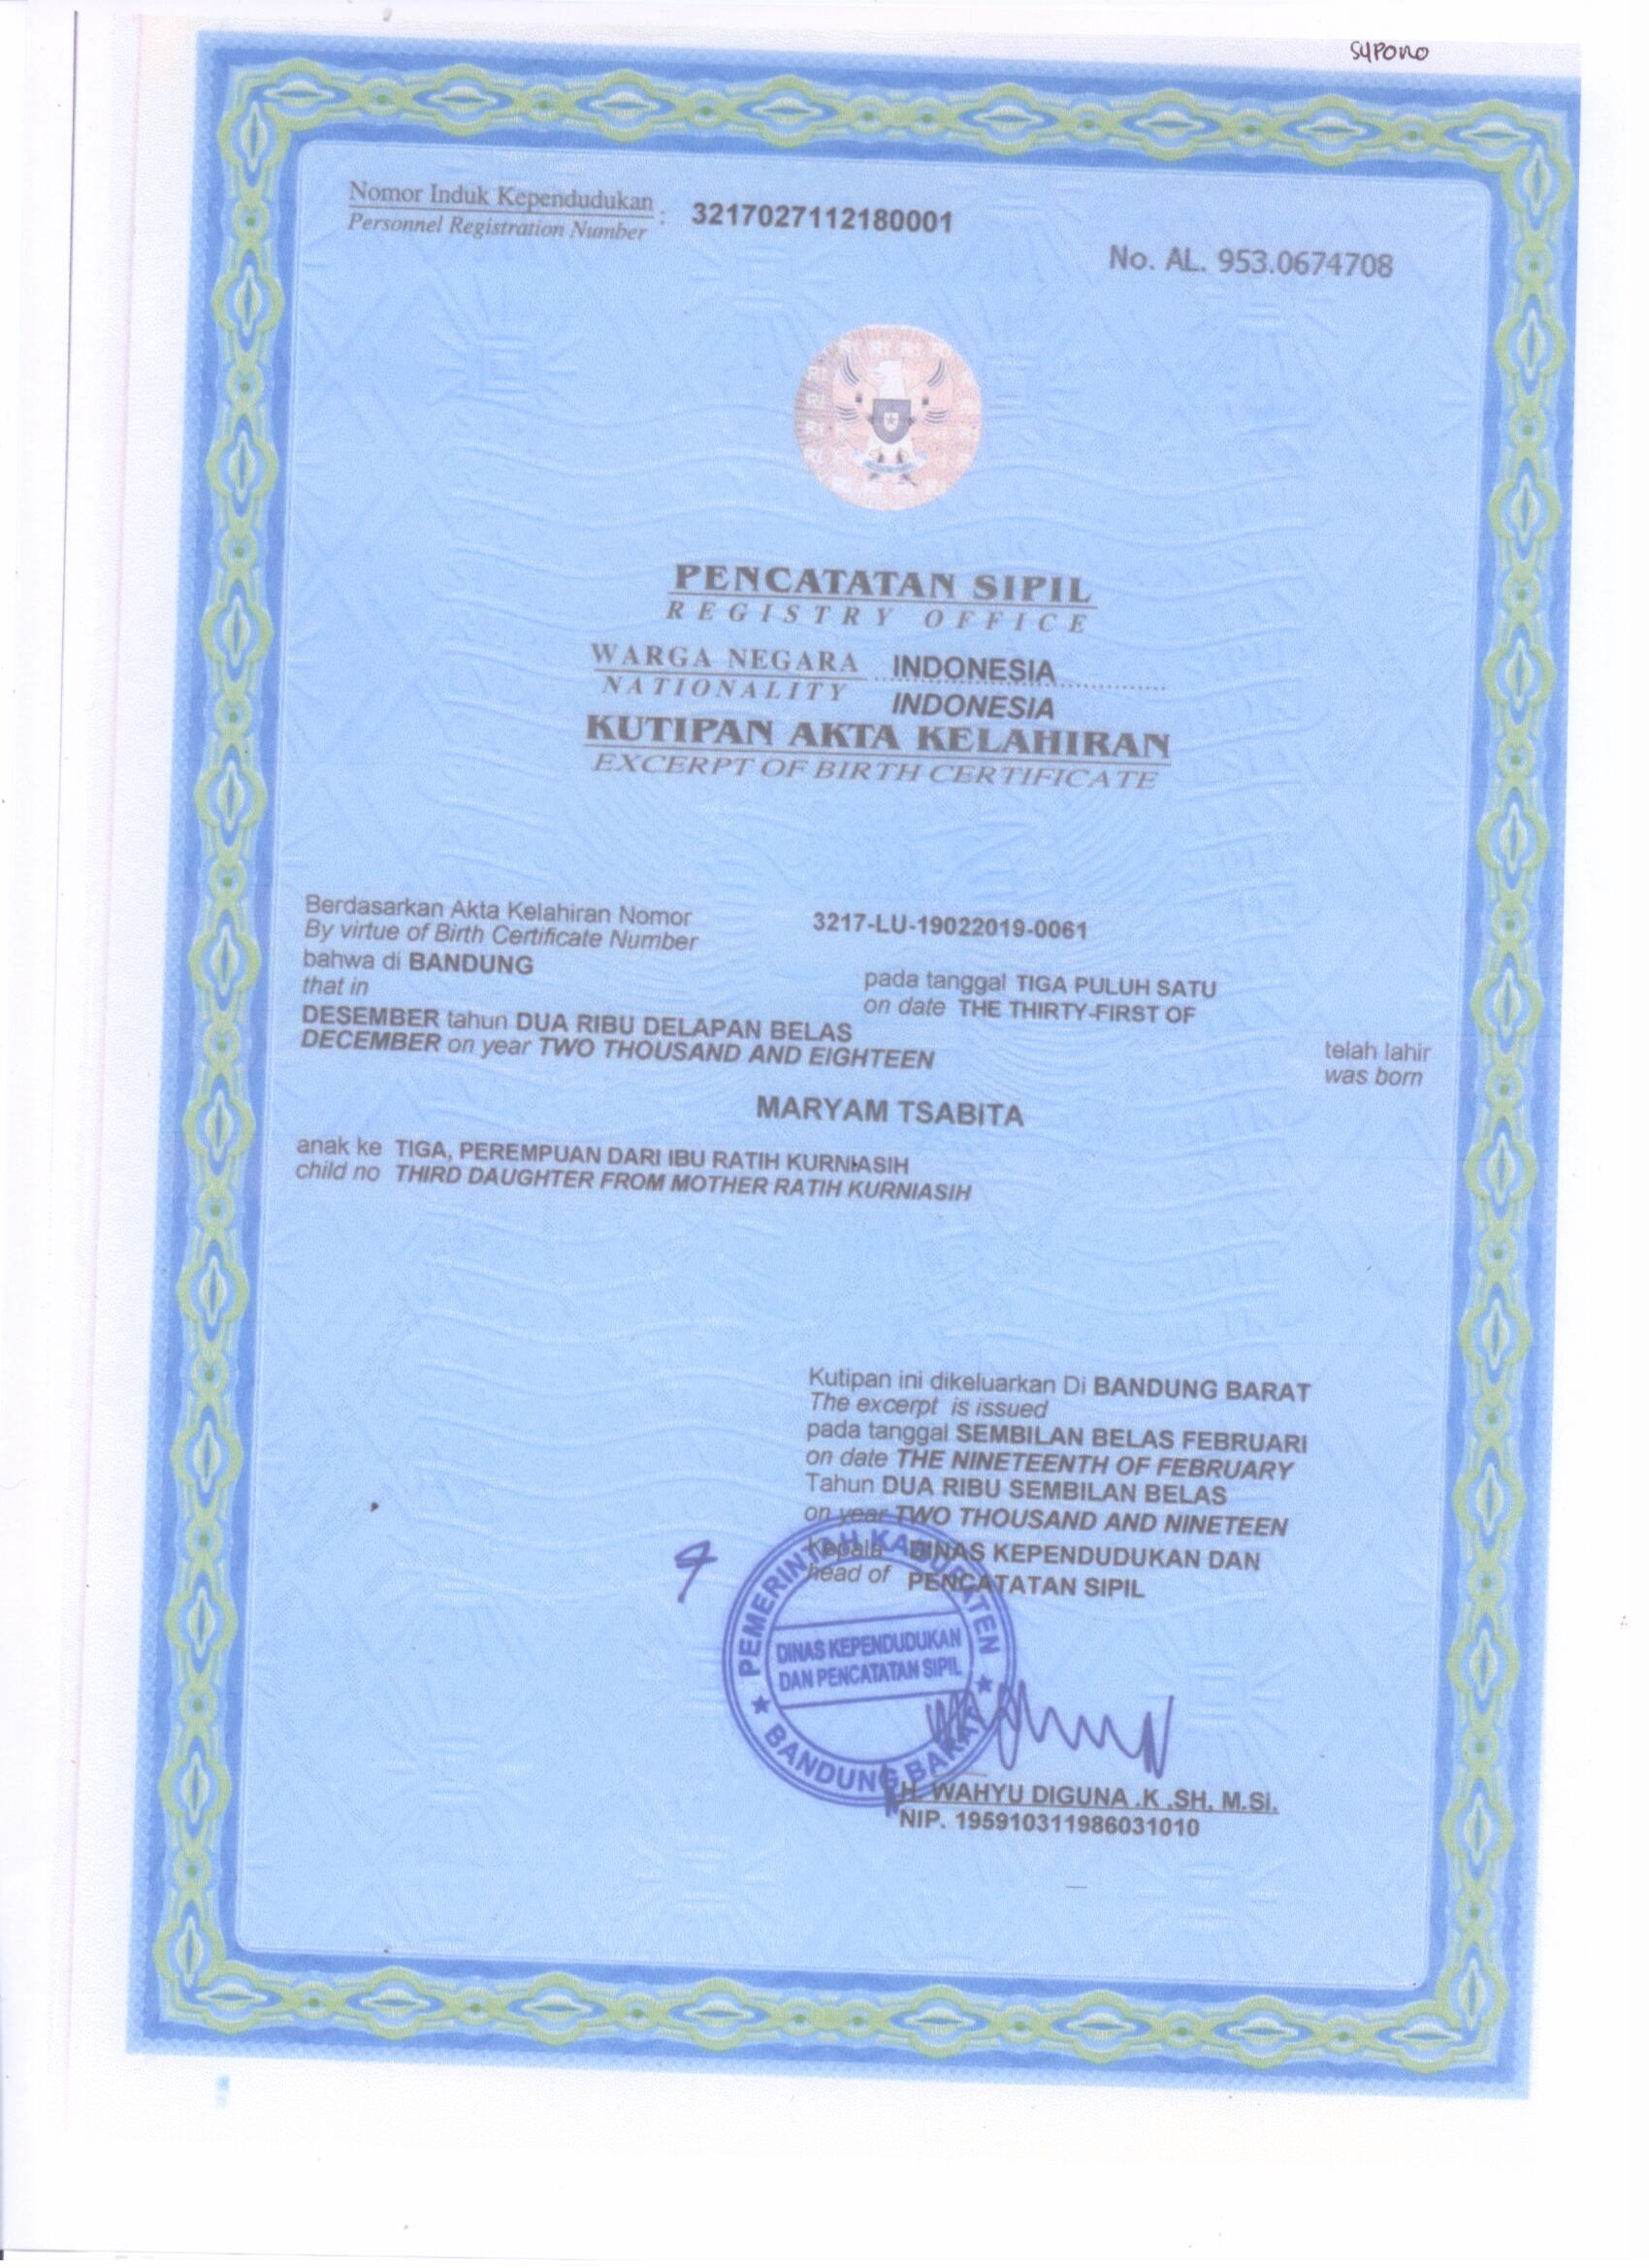 sypono
Nomor Induk Kependudukan : 3217027112180001
Personnel Registration Number
No. AL. 953.0674708
PENCATATAN SIPIL
REGISTRY OFFICE
WARGA NEGARA INDONESIA
NATIONALITY INDONESIA
KUTIPAN AKTA KELAHIRAN
EXCERPT OF BIRTH CERTIFICATE
Berdasarkan Akta Kelahiran Nomor 3217-LU-19022019-0061
By virtue of Birth Certificate Number
bahwa di BANDUNG pada tanggal TIGA PULUH SATU
that in on date THE THIRTY-FIRST OF
DESEMBER tahun DUA RIBU DELAPAN BELAS telah lahir
DECEMBER on year TWO THOUSAND AND EIGHTEEN was born
MARYAM TSABITA
anak ke TIGA, PEREMPUAN DARI IBU RATIH KURNIASIH
child no THIRD DAUGHTER FROM MOTHER RATIH KURNIASIH
Kutipan ini dikeluarkan Di BANDUNG BARAT
The excerpt is issued
pada tanggal SEMBILAN BELAS FEBRUARI
on date THE NINETEENTH OF FEBRUARY
Tahun DUA RIBU SEMBILAN BELAS
on year TWO THOUSAND AND NINETEEN
Kepala DINAS KEPENDUDUKAN DAN
head of PENCATATAN SIPIL
PEMERINTAH KABUPATEN
DINAS KEPENDUDUKAN
DAN PENCATATAN SIPIL
BANDUNG BARAT
H. WAHYU DIGUNA .K ,SH, M.Si.
NIP. 195910311986031010